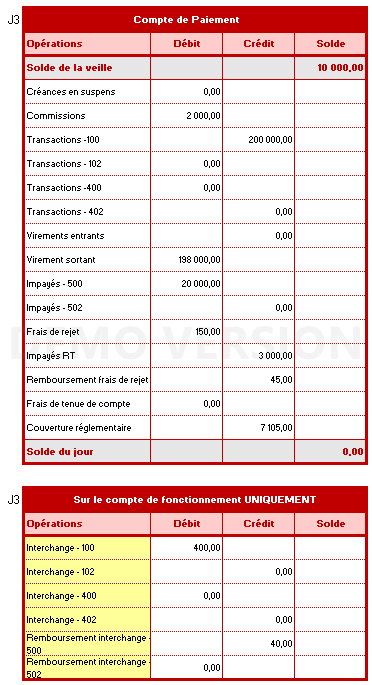 J3 Compte de Paiement
Opérations Débit Crédit Solde
Solde de la veille 10 000,00
Créances en suspens 0,00
Commissions 2 000,00
Transactions -100 200 000,00
Transactions - 102 0,00
Transactions -400 0,00
Transactions - 402 0,00
Virements entrants 0,00
Virement sortant 198 000,00
Impayés - 500 20 000,00
Impayés - 502 0,00
Frais de rejet 150,00
DEMO VERSION
Impayés RT 3 000,00
Remboursement frais de rejet 45,00
Frais de tenue de compte 0,00
Couverture réglementaire 7 105,00
Solde du jour 0,00
J3 Sur le compte de fonctionnement UNIQUEMENT
Opérations Débit Crédit Solde
Interchange - 100 400,00
Interchange - 102 0,00
Interchange - 400 0,00
Interchange - 402 0,00
Remboursement interchange -
500 40,00
Remboursement interchange -
502 0,00